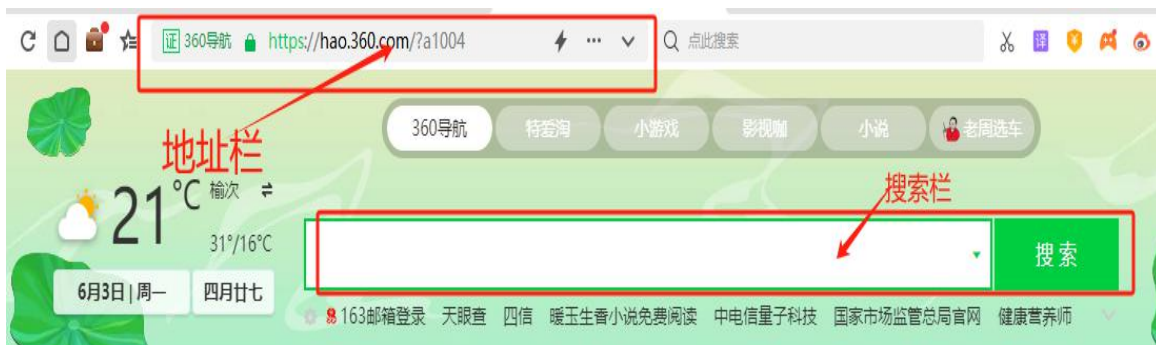 证 360导航 https://hao.360.com/?a1004 点此搜索 译
360导航 特爱淘 小游戏 影视咖 小说 老周选车
地址栏
搜索栏
21°C 榆次
31°/16°C
搜索
6月3日|周一 四月廿七
163邮箱登录 天眼查 四信 暖玉生香小说免费阅读 中电信量子科技 国家市场监管总局官网 健康营养师